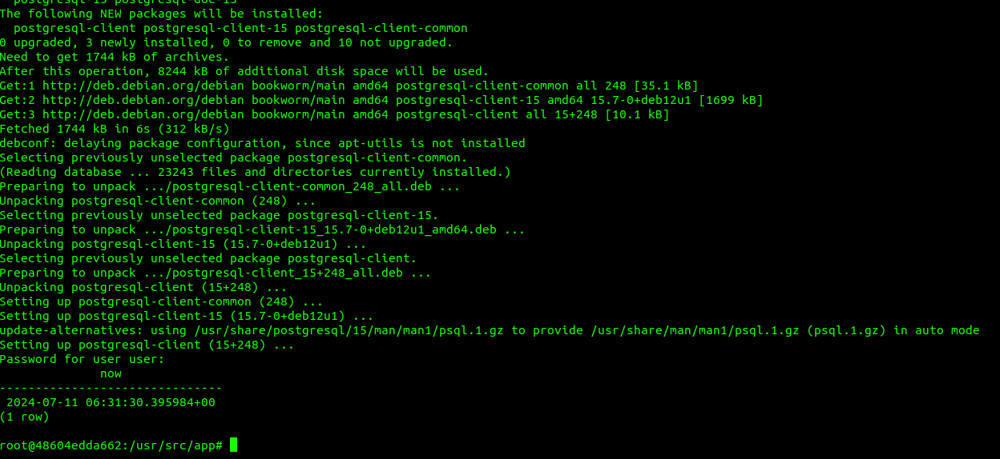 postgresql-15 postgresql-doc-15
The following NEW packages will be installed:
  postgresql-client postgresql-client-15 postgresql-client-common
0 upgraded, 3 newly installed, 0 to remove and 10 not upgraded.
Need to get 1744 kB of archives.
After this operation, 8244 kB of additional disk space will be used.
Get:1 http://deb.debian.org/debian bookworm/main amd64 postgresql-client-common all 248 [35.1 kB]
Get:2 http://deb.debian.org/debian bookworm/main amd64 postgresql-client-15 amd64 15.7-0+deb12u1 [1699 kB]
Get:3 http://deb.debian.org/debian bookworm/main amd64 postgresql-client all 15+248 [10.1 kB]
Fetched 1744 kB in 6s (312 kB/s)
debconf: delaying package configuration, since apt-utils is not installed
Selecting previously unselected package postgresql-client-common.
(Reading database ... 23243 files and directories currently installed.)
Preparing to unpack .../postgresql-client-common_248_all.deb ...
Unpacking postgresql-client-common (248) ...
Selecting previously unselected package postgresql-client-15.
Preparing to unpack .../postgresql-client-15_15.7-0+deb12u1_amd64.deb ...
Unpacking postgresql-client-15 (15.7-0+deb12u1) ...
Selecting previously unselected package postgresql-client.
Preparing to unpack .../postgresql-client_15+248_all.deb ...
Unpacking postgresql-client (15+248) ...
Setting up postgresql-client-common (248) ...
Setting up postgresql-client-15 (15.7-0+deb12u1) ...
update-alternatives: using /usr/share/postgresql/15/man/man1/psql.1.gz to provide /usr/share/man/man1/psql.1.gz (psql.1.gz) in auto mode
Setting up postgresql-client (15+248) ...
Password for user user:
              now
-------------------------------
 2024-07-11 06:31:30.395984+00
(1 row)
root@48604edda662:/usr/src/app#